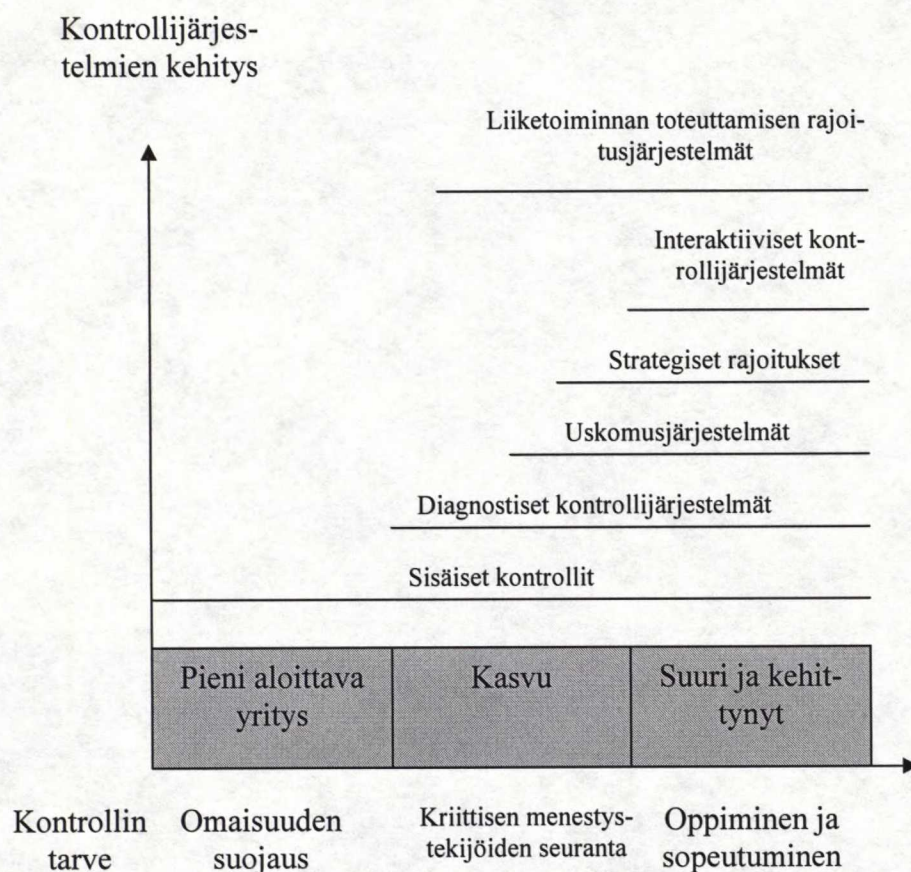 Kontrollijärjes-
telmien kehitys
Liiketoiminnan toteuttamisen rajoi-
tusjärjestelmät
Interaktiiviset kont-
rollijärjestelmät
Strategiset rajoitukset
Uskomusjärjestelmät
Diagnostiset kontrollijärjestelmät
Sisäiset kontrollit
Pieni aloittava
yritys
Kasvu
Suuri ja kehit-
tynyt
Kontrollin
tarve
Omaisuuden
suojaus
Kriittisen menestys-
tekijöiden seuranta
Oppiminen ja
sopeutuminen